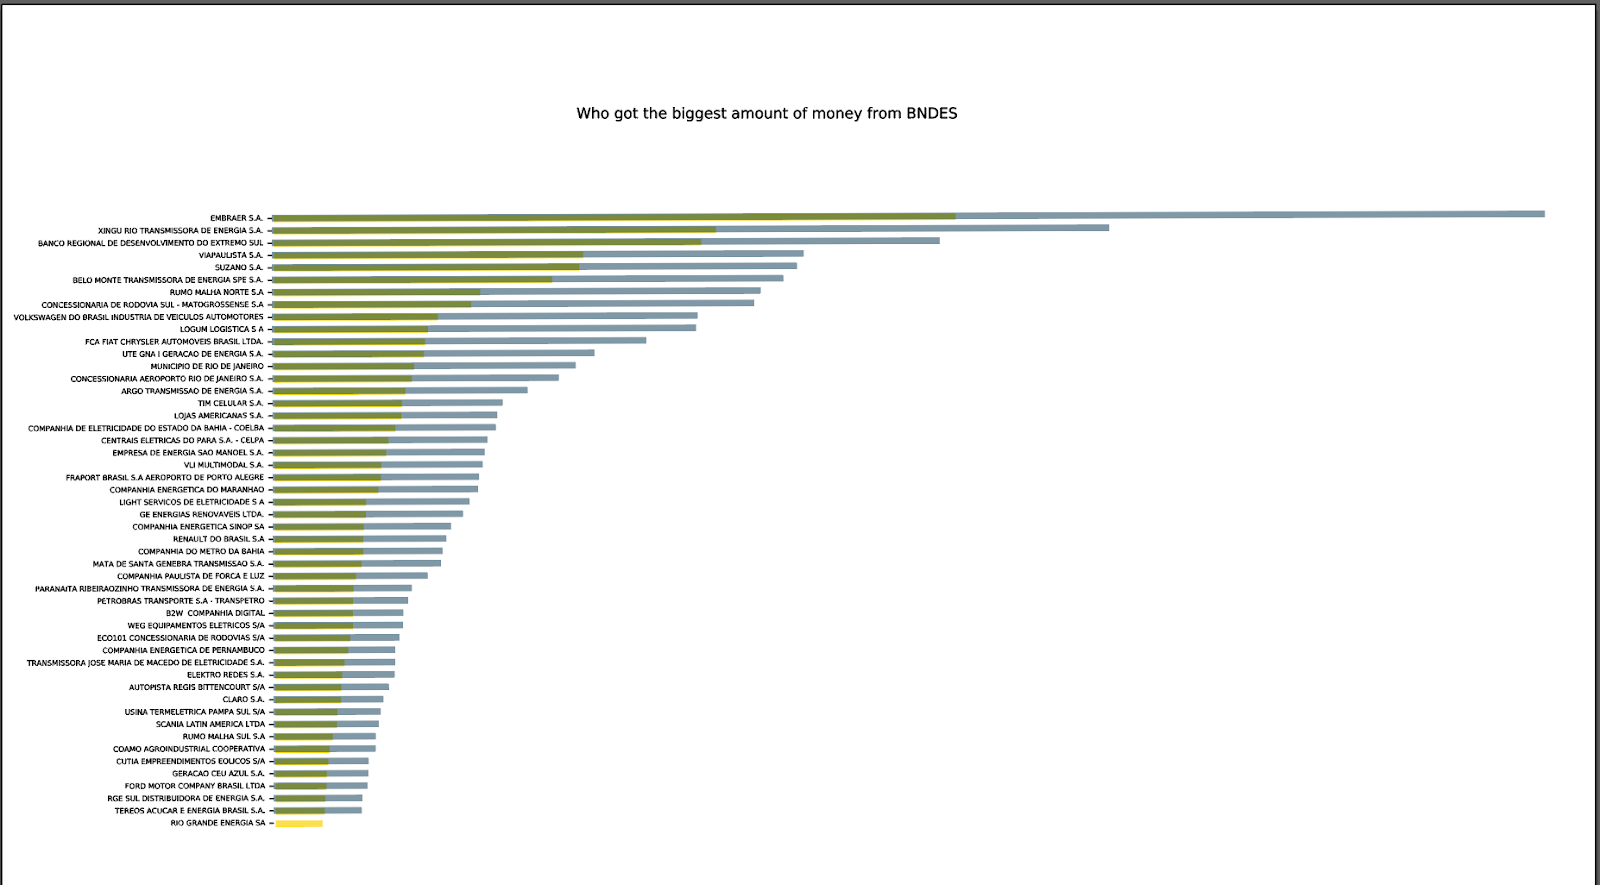 Who got the biggest amount of money from BNDES
EMBRAER S.A.
XINGU RIO TRANSMISSORA DE ENERGIA S.A.
BANCO REGIONAL DE DESENVOLVIMENTO DO EXTREMO SUL
VIAPAULISTA S.A.
SUZANO S.A.
BELO MONTE TRANSMISSORA DE ENERGIA SPE S.A.
RUMO MALHA NORTE S.A
CONCESSIONARIA DE RODOVIA SUL - MATOGROSSENSE S.A
VOLKSWAGEN DO BRASIL INDUSTRIA DE VEICULOS AUTOMOTORES
LOGUM LOGISTICA S A
FCA FIAT CHRYSLER AUTOMOVEIS BRASIL LTDA.
UTE GNA I GERACAO DE ENERGIA S.A.
MUNICIPIO DE RIO DE JANEIRO
CONCESSIONARIA AEROPORTO RIO DE JANEIRO S.A.
ARGO TRANSMISSAO DE ENERGIA S.A.
TIM CELULAR S.A.
LOJAS AMERICANAS S.A.
COMPANHIA DE ELETRICIDADE DO ESTADO DA BAHIA - COELBA
CENTRAIS ELETRICAS DO PARA S.A. - CELPA
EMPRESA DE ENERGIA SAO MANOEL S.A.
VLI MULTIMODAL S.A.
FRAPORT BRASIL S.A AEROPORTO DE PORTO ALEGRE
COMPANHIA ENERGETICA DO MARANHAO
LIGHT SERVICOS DE ELETRICIDADE S A
GE ENERGIAS RENOVAVEIS LTDA.
COMPANHIA ENERGETICA SINOP SA
RENAULT DO BRASIL S.A
COMPANHIA DO METRO DA BAHIA
MATA DE SANTA GENEBRA TRANSMISSAO S.A.
COMPANHIA PAULISTA DE FORCA E LUZ
PARANAITA RIBEIRAOZINHO TRANSMISSORA DE ENERGIA S.A.
PETROBRAS TRANSPORTE S.A - TRANSPETRO
B2W  COMPANHIA DIGITAL
WEG EQUIPAMENTOS ELETRICOS S/A
ECO101 CONCESSIONARIA DE RODOVIAS S/A
COMPANHIA ENERGETICA DE PERNAMBUCO
TRANSMISSORA JOSE MARIA DE MACEDO DE ELETRICIDADE S.A.
ELEKTRO REDES S.A.
AUTOPISTA REGIS BITTENCOURT S/A
CLARO S.A.
USINA TERMELETRICA PAMPA SUL S/A
SCANIA LATIN AMERICA LTDA
RUMO MALHA SUL S.A
COAMO AGROINDUSTRIAL COOPERATIVA
CUTIA EMPREENDIMENTOS EOLICOS S/A
GERACAO CEU AZUL S.A.
FORD MOTOR COMPANY BRASIL LTDA
RGE SUL DISTRIBUIDORA DE ENERGIA S.A.
TEREOS ACUCAR E ENERGIA BRASIL S.A.
RIO GRANDE ENERGIA SA